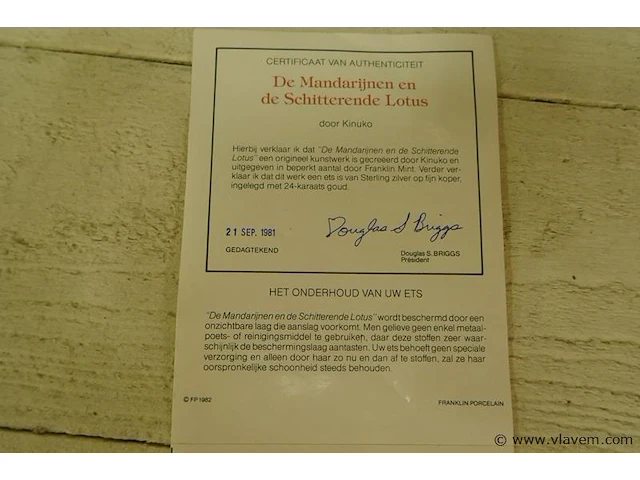 CERTIFICAAT VAN AUTHENTICITEIT
De Mandarijnen en
de Schitterende Lotus
door Kinuko
Hierbij verklaar ik dat "De Mandarijnen en de Schitterende
Lotus" een origineel kunstwerk is gecreëerd door Kinuko en
uitgegeven in beperkt aantal door Franklin Mint. Verder ver-
klaar ik dat dit werk een ets is van Sterling zilver op fijn koper,
ingelegd met 24-karaats goud.
21 SEP. 1981
Douglas S Briggs
GEDAGTEKEND
Douglas S. BRIGGS
Président
HET ONDERHOUD VAN UW ETS
"De Mandarijnen en de Schitterende Lotus" wordt beschermd door een
onzichtbare laag die aanslag voorkomt. Men gelieve geen enkel metaal-
poets- of reinigingsmiddel te gebruiken, daar deze stoffen zeer waar-
schijnlijk de beschermingslaag aantasten. Uw ets behoeft geen speciale
verzorging en alleen door haar zo nu en dan af te stoffen, zal ze haar
oorspronkelijke schoonheid steeds behouden.
© FP 1982
FRANKLIN PORCELAIN
© www.vlavem.com